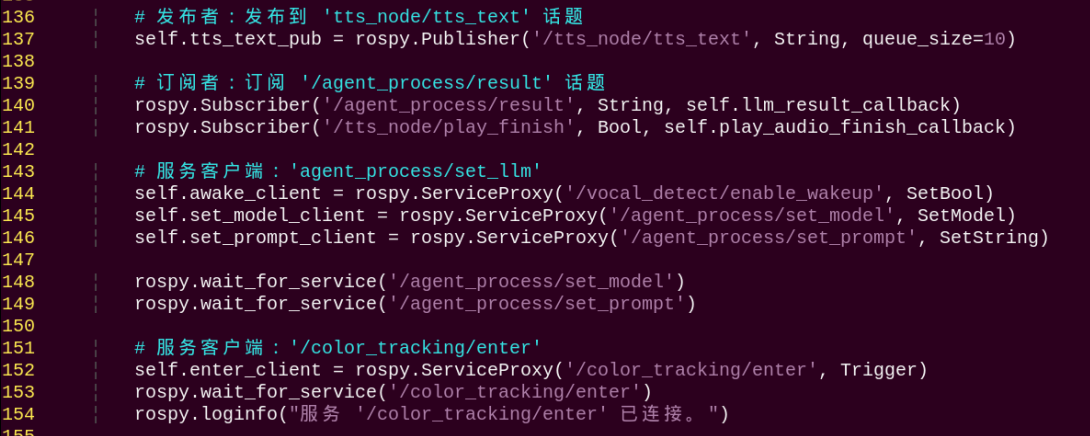 136 # 发布者：发布到 'tts_node/tts_text' 话题
137 self.tts_text_pub = rospy.Publisher('/tts_node/tts_text', String, queue_size=10)
138
139 # 订阅者：订阅 '/agent_process/result' 话题
140 rospy.Subscriber('/agent_process/result', String, self.llm_result_callback)
141 rospy.Subscriber('/tts_node/play_finish', Bool, self.play_audio_finish_callback)
142
143 # 服务客户端：'agent_process/set_llm'
144 self.awake_client = rospy.ServiceProxy('/vocal_detect/enable_wakeup', SetBool)
145 self.set_model_client = rospy.ServiceProxy('/agent_process/set_model', SetModel)
146 self.set_prompt_client = rospy.ServiceProxy('/agent_process/set_prompt', SetString)
147
148 rospy.wait_for_service('/agent_process/set_model')
149 rospy.wait_for_service('/agent_process/set_prompt')
150
151 # 服务客户端：'/color_tracking/enter'
152 self.enter_client = rospy.ServiceProxy('/color_tracking/enter', Trigger)
153 rospy.wait_for_service('/color_tracking/enter')
154 rospy.loginfo("服务 '/color_tracking/enter' 已连接。")